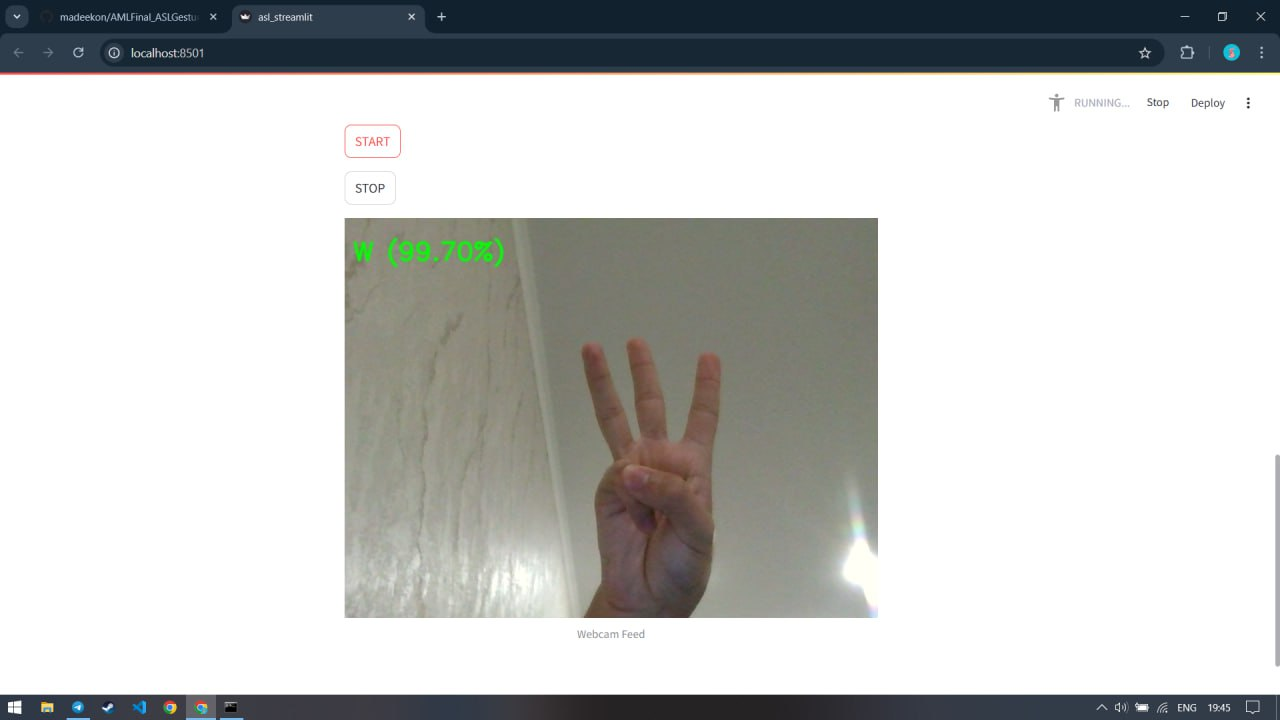 madeekon/AMLFinal_ASLGestu
asl_streamlit
localhost:8501
RUNNING...
Stop
Deploy
START
STOP
W (99.70%)
Webcam Feed
ENG
19:45